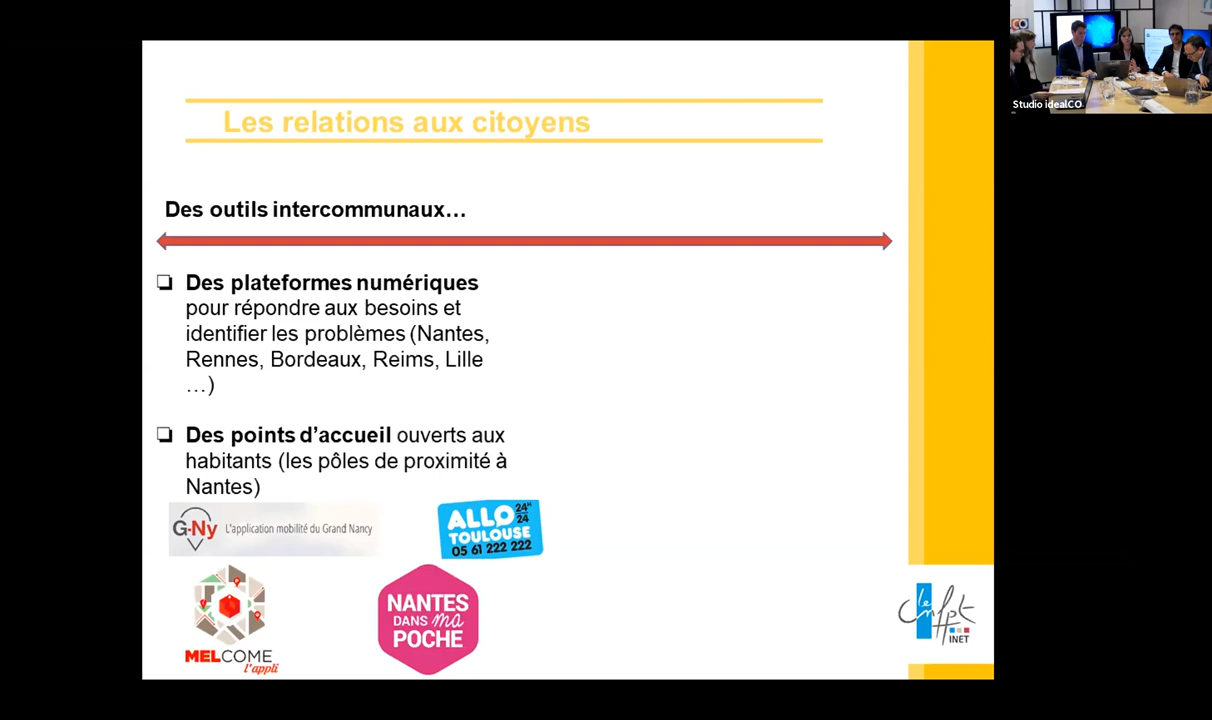 Studio idealCO
Les relations aux citoyens
Des outils intercommunaux…
Des plateformes numériques
pour répondre aux besoins et
identifier les problèmes (Nantes,
Rennes, Bordeaux, Reims, Lille
…)
Des points d’accueil ouverts aux
habitants (les pôles de proximité à
Nantes)
G-Ny L'application mobilité du Grand Nancy
ALLO 24H
24
TOULOUSE
05 61 222 222
MELCOME
l'appli
NANTES
DANS ma
POCHE
le cnfpt
INET